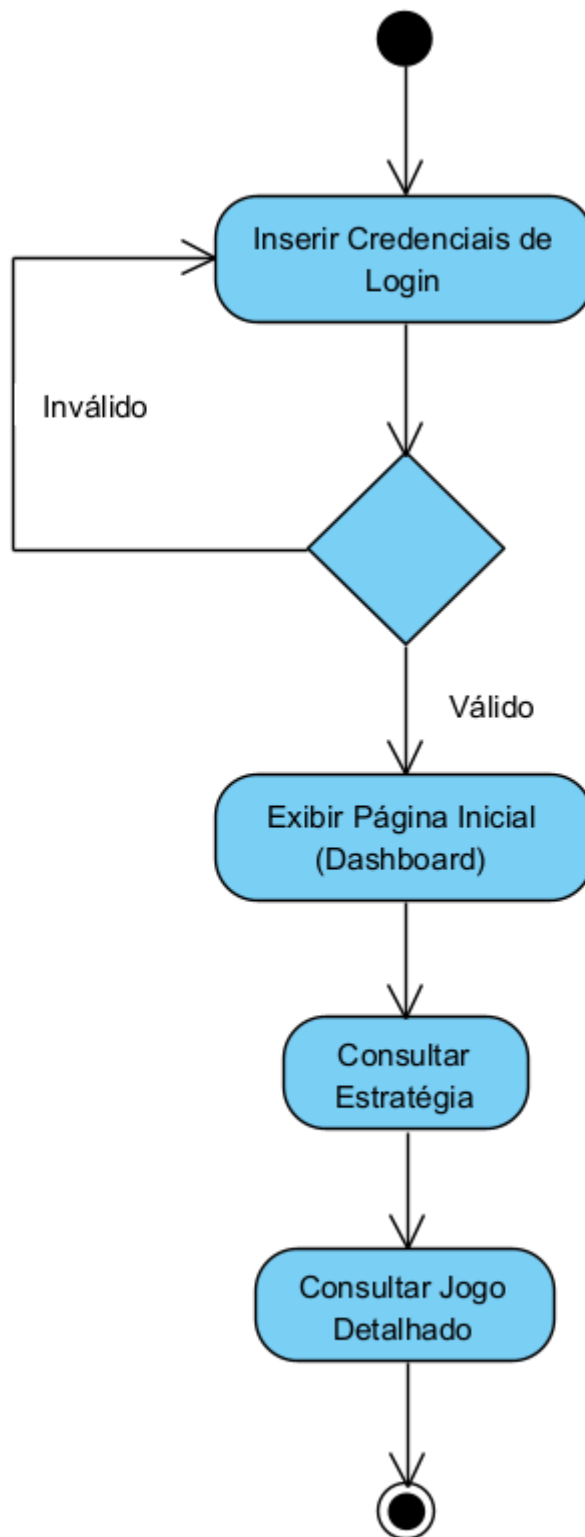 Inserir Credenciais de
Login
Inválido
Válido
Exibir Página Inicial
(Dashboard)
Consultar
Estratégia
Consultar Jogo
Detalhado